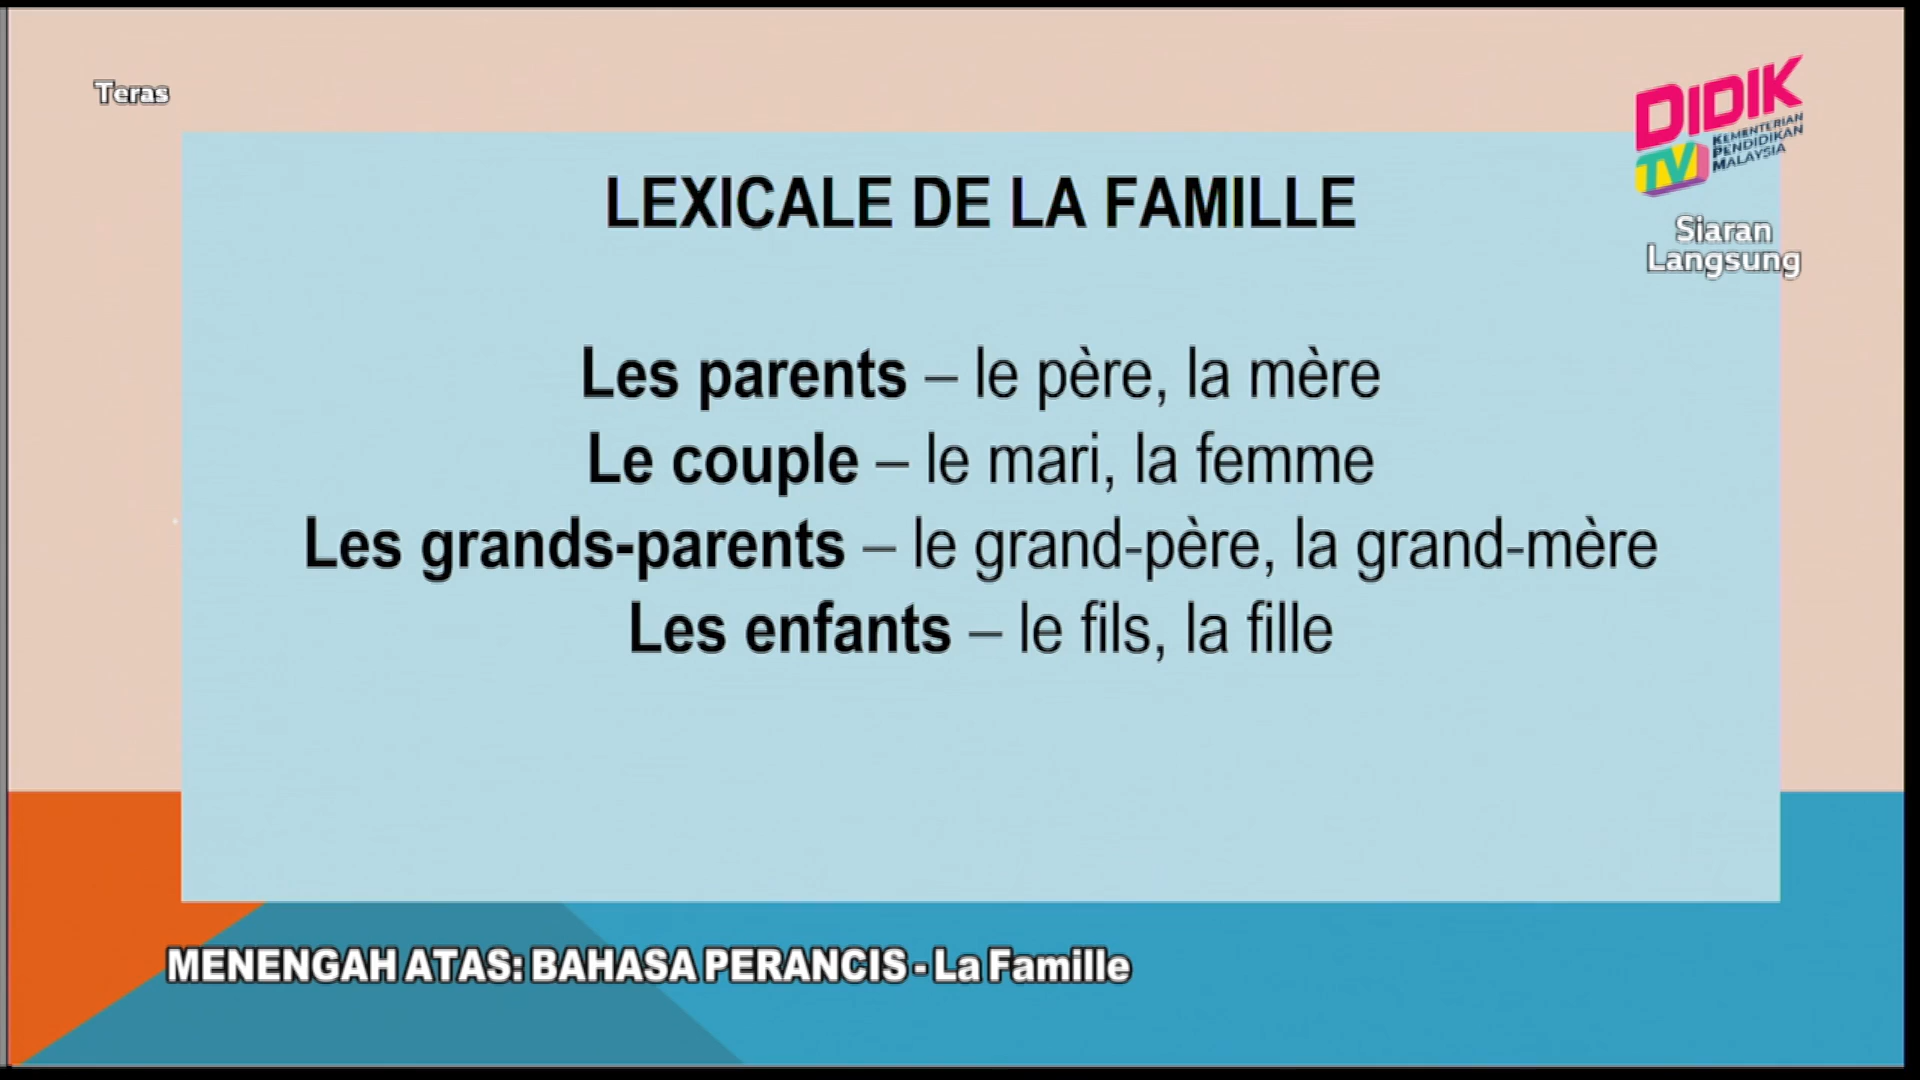 Teras
DIDIK
TV
KEMENTERIAN
PENDIDIKAN
MALAYSIA
Siaran
Langsung
LEXICALE DE LA FAMILLE
Les parents – le père, la mère
Le couple – le mari, la femme
Les grands-parents – le grand-père, la grand-mère
Les enfants – le fils, la fille
MENENGAH ATAS: BAHASA PERANCIS - La Famille